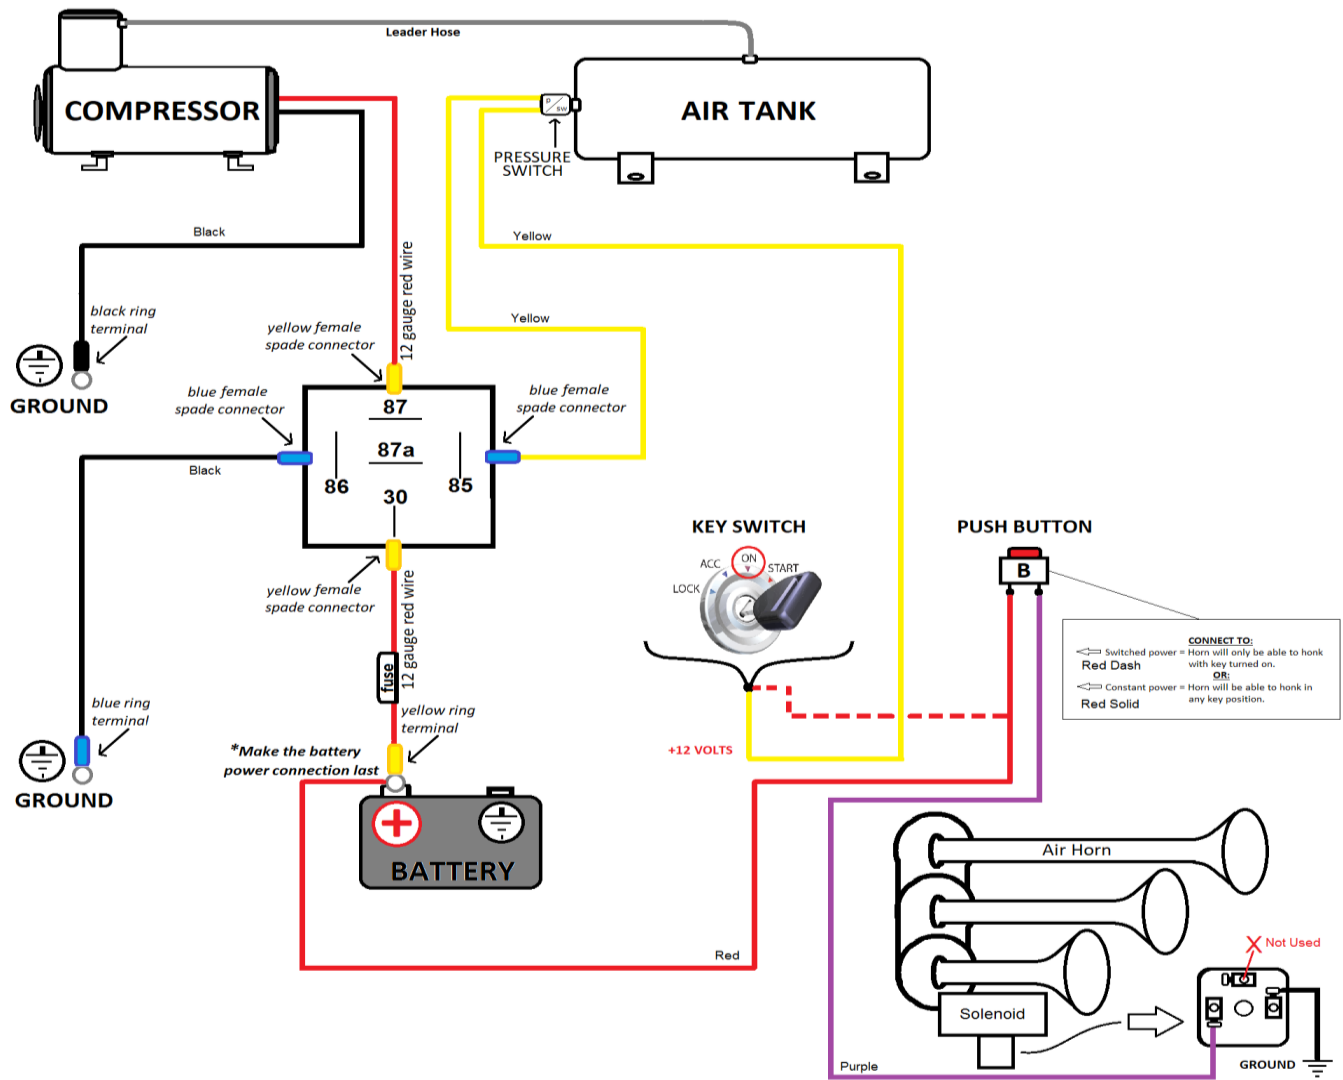 Leader Hose
COMPRESSOR
P
SW
AIR TANK
PRESSURE
SWITCH
Black
Yellow
12 gauge red wire
black ring
terminal
Yellow
yellow female
spade connector
GROUND
blue female
spade connector
blue female
spade connector
87
87a
86
85
30
Black
KEY SWITCH
PUSH BUTTON
ACC
ON
START
LOCK
B
yellow female
spade connector
12 gauge red wire
fuse
CONNECT TO:
Switched power = Horn will only be able to honk
Red Dash
with key turned on.
OR:
Constant power = Horn will be able to honk in
Red Solid
any key position.
blue ring
terminal
yellow ring
terminal
*Make the battery
power connection last
+12 VOLTS
GROUND
BATTERY
Air Horn
Red
X Not Used
Solenoid
GROUND
Purple